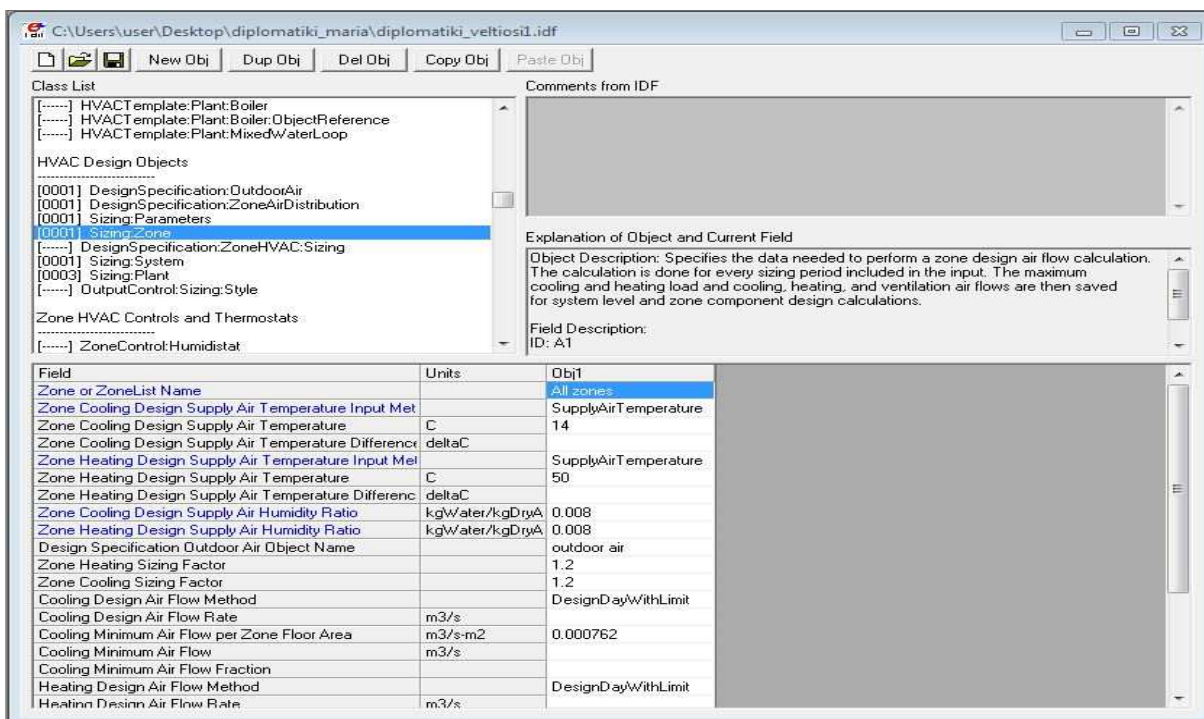 C:\Users\user\Desktop\diplomatiki_maria\diplomatiki_veltiosi1.idf
New Obj Dup Obj Del Obj Copy Obj Paste Obj
Class List
[------] HVACTemplate:Plant:Boiler
[------] HVACTemplate:Plant:Boiler:ObjectReference
[------] HVACTemplate:Plant:MixedWaterLoop
HVAC Design Objects
--------------------------
[0001] DesignSpecification:OutdoorAir
[0001] DesignSpecification:ZoneAirDistribution
[0001] Sizing:Parameters
[0001] Sizing:Zone
[------] DesignSpecification:ZoneHVAC:Sizing
[0001] Sizing:System
[0003] Sizing:Plant
[------] OutputControl:Sizing:Style
Zone HVAC Controls and Thermostats
--------------------------
[------] ZoneControl:Humidistat
Comments from IDF
Explanation of Object and Current Field
Object Description: Specifies the data needed to perform a zone design air flow calculation.
The calculation is done for every sizing period included in the input. The maximum
cooling and heating load and cooling, heating, and ventilation air flows are then saved
for system level and zone component design calculations.
Field Description:
ID: A1
Field Units Obj1
Zone or ZoneList Name All zones
Zone Cooling Design Supply Air Temperature Input Met SupplyAirTemperature
Zone Cooling Design Supply Air Temperature C 14
Zone Cooling Design Supply Air Temperature Difference deltaC
Zone Heating Design Supply Air Temperature Input Met SupplyAirTemperature
Zone Heating Design Supply Air Temperature C 50
Zone Heating Design Supply Air Temperature Differenc deltaC
Zone Cooling Design Supply Air Humidity Ratio kgWater/kgDryA 0.008
Zone Heating Design Supply Air Humidity Ratio kgWater/kgDryA 0.008
Design Specification Outdoor Air Object Name outdoor air
Zone Heating Sizing Factor 1.2
Zone Cooling Sizing Factor 1.2
Cooling Design Air Flow Method DesignDayWithLimit
Cooling Design Air Flow Rate m3/s
Cooling Minimum Air Flow per Zone Floor Area m3/s-m2 0.000762
Cooling Minimum Air Flow m3/s
Cooling Minimum Air Flow Fraction
Heating Design Air Flow Method DesignDayWithLimit
Heating Design Air Flow Rate m3/s